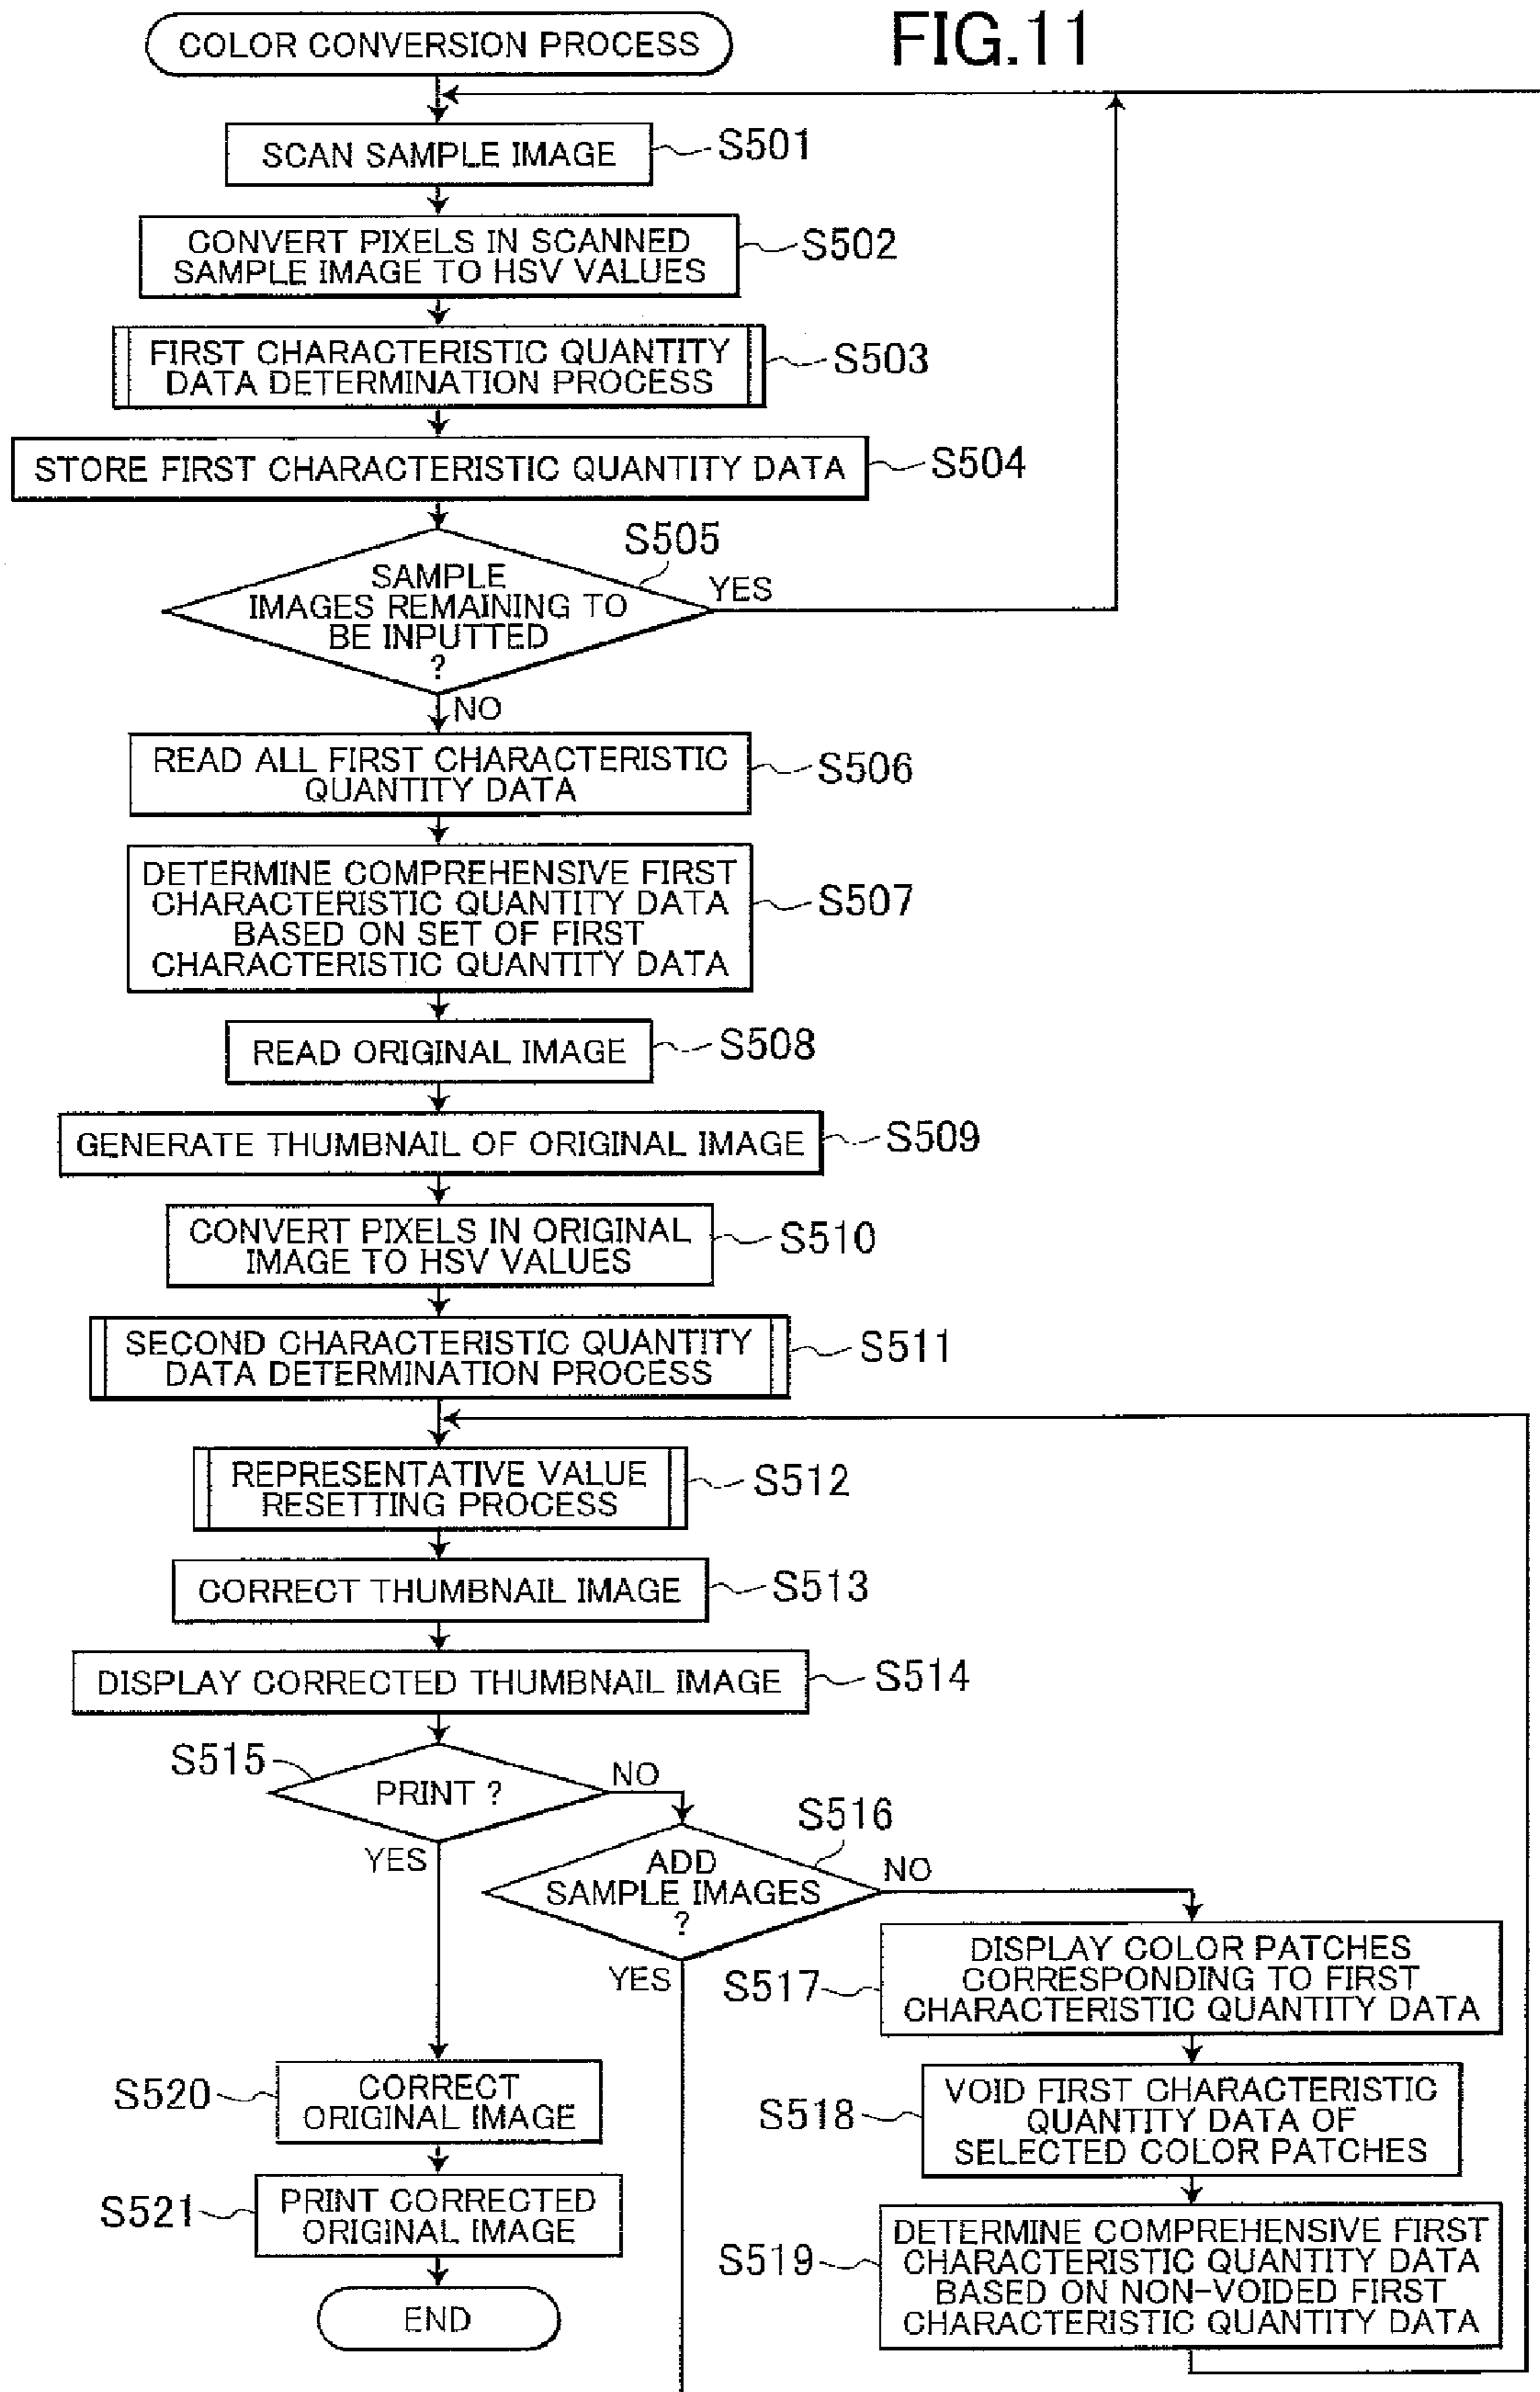 FIG.11
COLOR CONVERSION PROCESS
SCAN SAMPLE IMAGE
S501
CONVERT PIXELS IN SCANNED
SAMPLE IMAGE TO HSV VALUES
S502
FIRST CHARACTERISTIC QUANTITY
DATA DETERMINATION PROCESS
S503
STORE FIRST CHARACTERISTIC QUANTITY DATA
S504
S505
SAMPLE
IMAGES REMAINING TO
BE INPUTTED
?
YES
NO
READ ALL FIRST CHARACTERISTIC
QUANTITY DATA
S506
DETERMINE COMPREHENSIVE FIRST
CHARACTERISTIC QUANTITY DATA
BASED ON SET OF FIRST
CHARACTERISTIC QUANTITY DATA
S507
READ ORIGINAL IMAGE
S508
GENERATE THUMBNAIL OF ORIGINAL IMAGE
S509
CONVERT PIXELS IN ORIGINAL
IMAGE TO HSV VALUES
S510
SECOND CHARACTERISTIC QUANTITY
DATA DETERMINATION PROCESS
S511
REPRESENTATIVE VALUE
RESETTING PROCESS
S512
CORRECT THUMBNAIL IMAGE
S513
DISPLAY CORRECTED THUMBNAIL IMAGE
S514
S515
PRINT ?
NO
YES
S516
ADD
SAMPLE IMAGES
?
NO
YES
S517
DISPLAY COLOR PATCHES
CORRESPONDING TO FIRST
CHARACTERISTIC QUANTITY DATA
S518
VOID FIRST CHARACTERISTIC
QUANTITY DATA OF
SELECTED COLOR PATCHES
S519
DETERMINE COMPREHENSIVE FIRST
CHARACTERISTIC QUANTITY DATA
BASED ON NON-VOIDED FIRST
CHARACTERISTIC QUANTITY DATA
S520
CORRECT
ORIGINAL IMAGE
S521
PRINT CORRECTED
ORIGINAL IMAGE
END